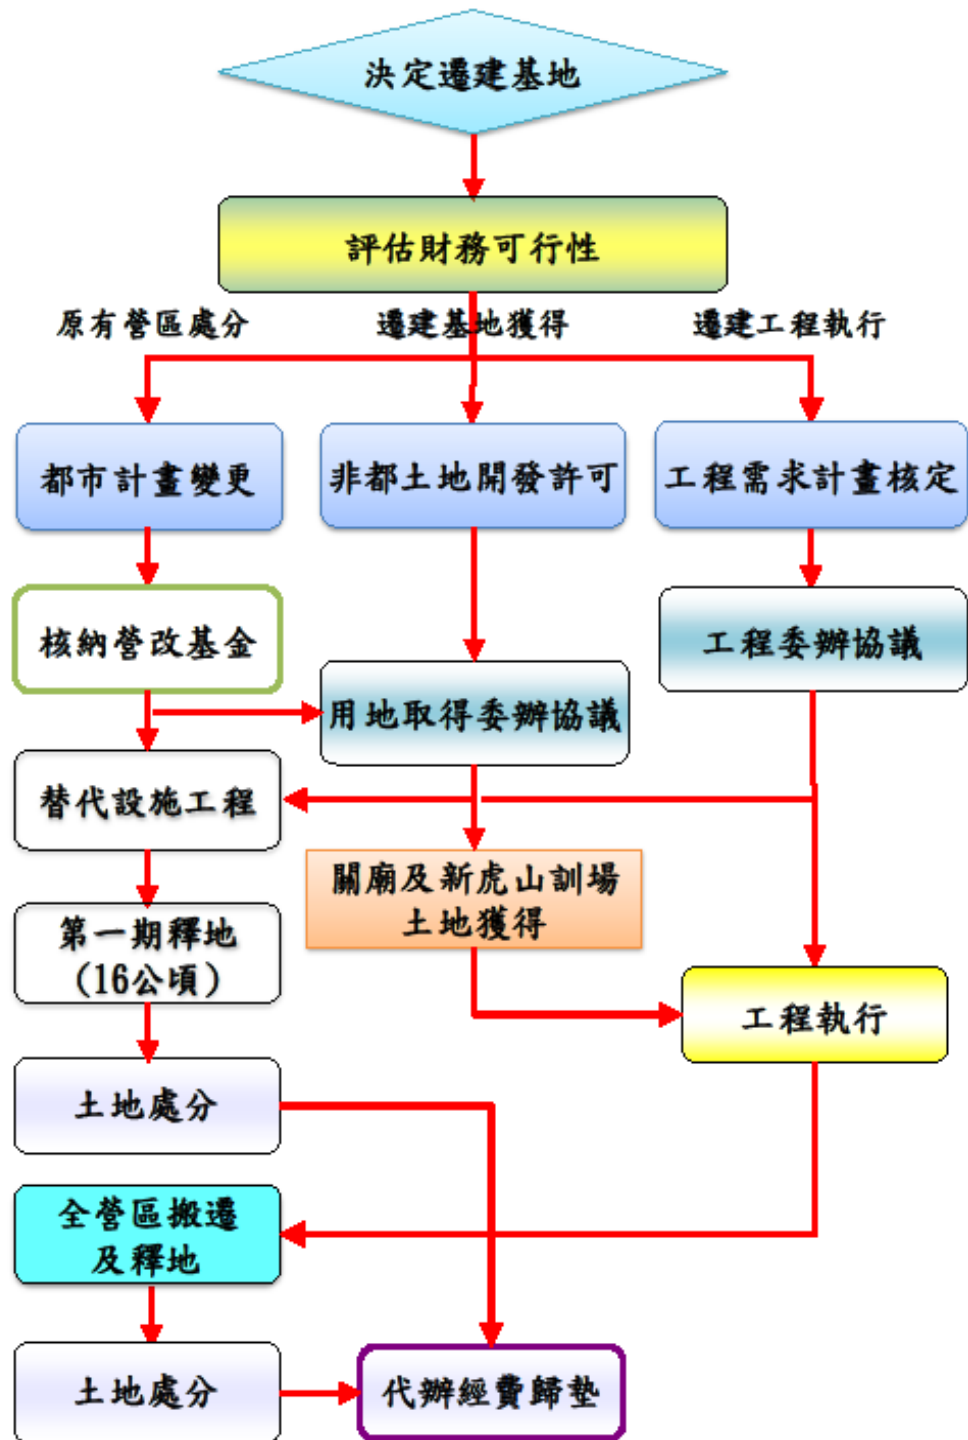 決定遷建基地
評估財務可行性
原有營區處分
遷建基地獲得
遷建工程執行
都市計畫變更
非都土地開發許可
工程需求計畫核定
核納營改基金
工程委辦協議
用地取得委辦協議
替代設施工程
關廟及新虎山訓場
土地獲得
第一期釋地
(16公頃)
工程執行
土地處分
全營區搬遷
及釋地
土地處分
代辦經費歸墊